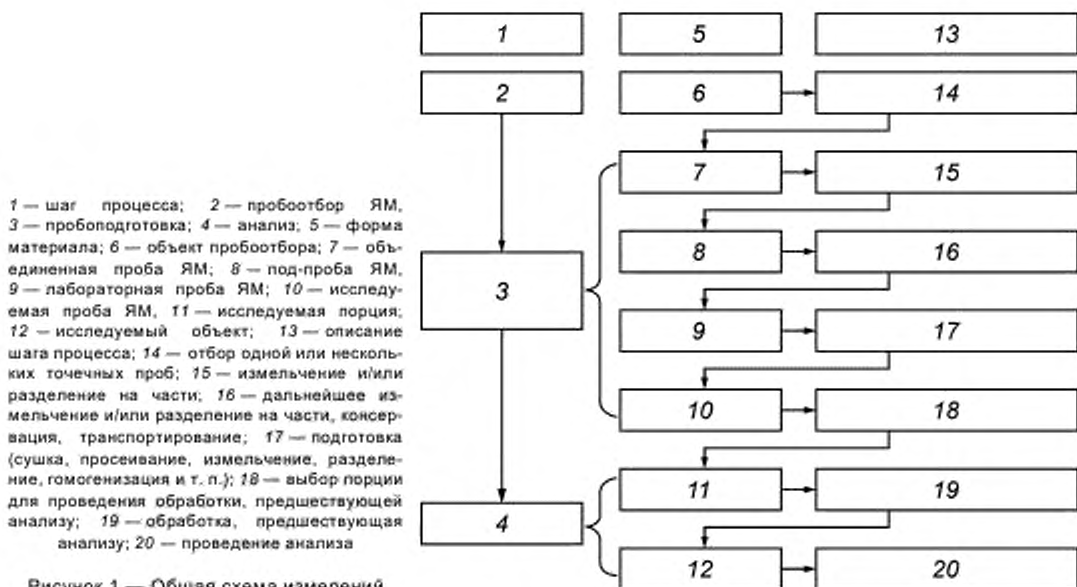 1 — шаг процесса; 2 — пробоотбор ЯМ,
3 — пробоподготовка; 4 — анализ; 5 — форма
материала; 6 — объект пробоотбора; 7 — объ-
единенная проба ЯМ; 8 — под-проба ЯМ,
9 — лабораторная проба ЯМ; 10 — исследу-
емая проба ЯМ, 11 — исследуемая порция;
12 — исследуемый объект; 13 — описание
шага процесса; 14 — отбор одной или несколь-
ких точечных проб; 15 — измельчение и/или
разделение на части; 16 — дальнейшее из-
мельчение и/или разделение на части, консер-
вация, транспортирование; 17 — подготовка
(сушка, просеивание, измельчение, разделе-
ние, гомогенизация и т. п.); 18 — выбор порции
для проведения обработки, предшествующей
анализу; 19 — обработка, предшествующая
анализу; 20 — проведение анализа
Рисунок 1 — Общая схема измерений
1 5 13
2 6 14
7 15
8 16
3
9 17
10 18
11 19
4
12 20